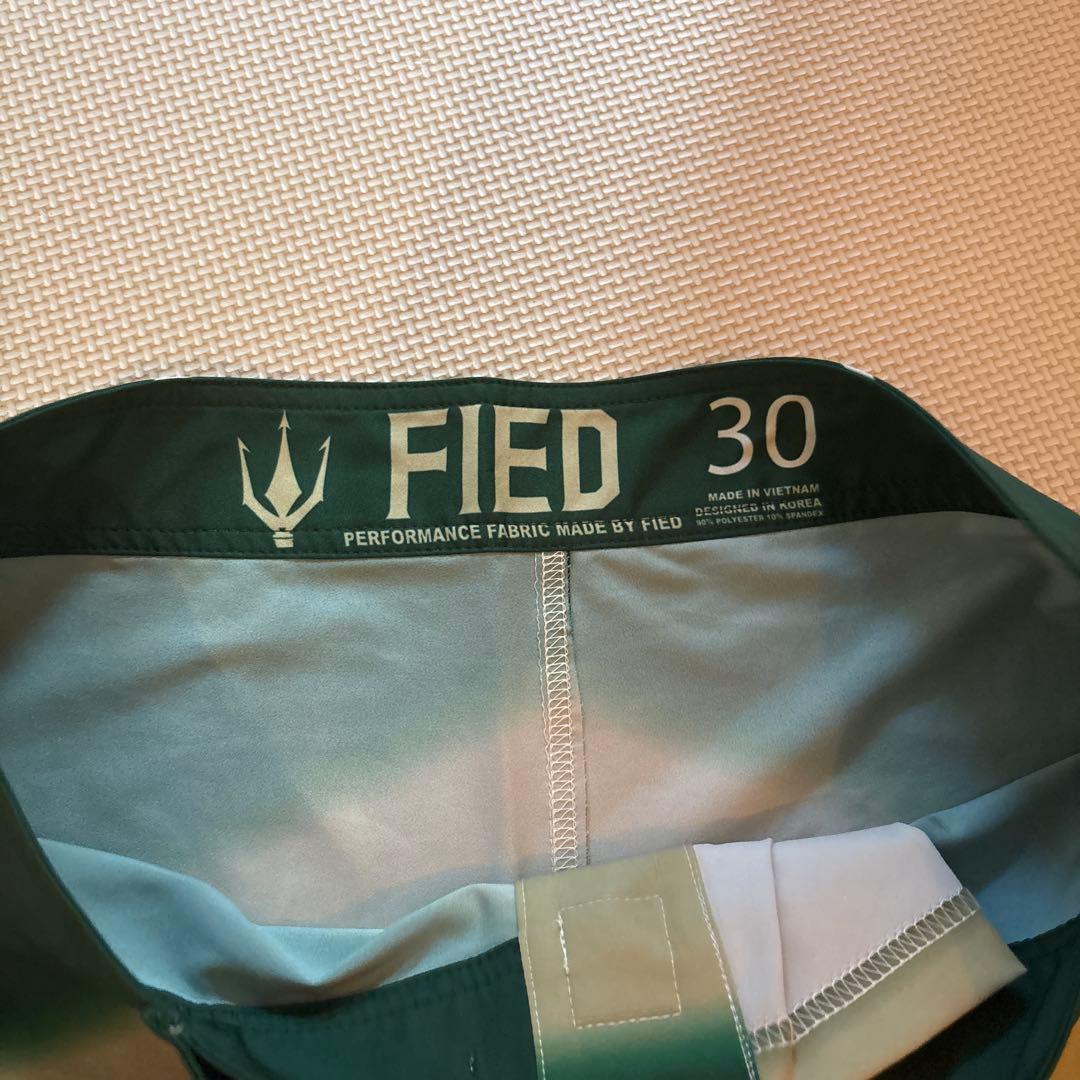 FIED
PERFORMANCE FABRIC MADE BY FIED
30
MADE IN VIETNAM
DESIGNED IN KOREA
90% POLYESTER 10% SPANDEX